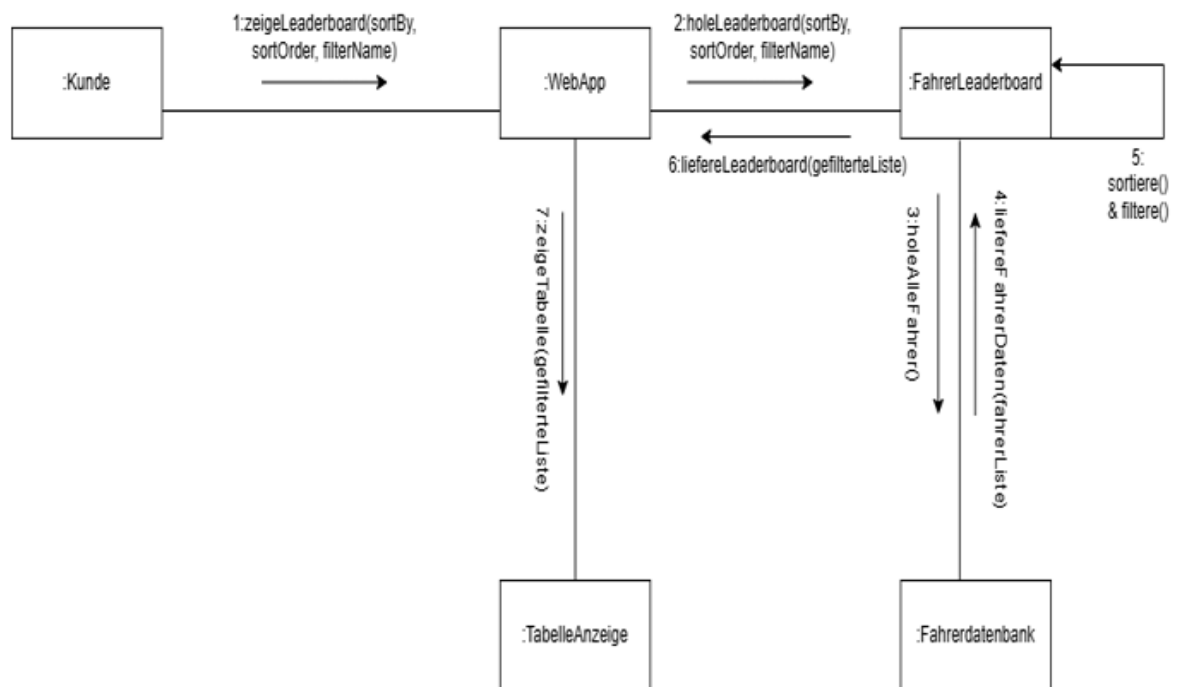 1:zeigeLeaderboard(sortBy,
sortOrder, filterName)
2:holeLeaderboard(sortBy,
sortOrder, filterName)
:Kunde
:WebApp
:FahrerLeaderboard
6:liefereLeaderboard(gefilterteListe)
5:
sortiere()
& filtere()
7:zeigeTabelle(gefilterteListe)
3:holeAlleFahrer()
4:liefereFahrerDaten(fahrerListe)
:TabelleAnzeige
:Fahrerdatenbank